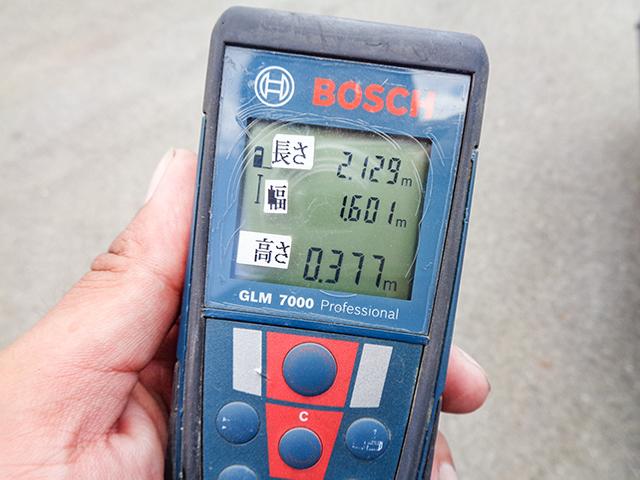 BOSCH
長さ 2.129m
幅 1.601m
高さ 0.377m
GLM 7000 Professional
C